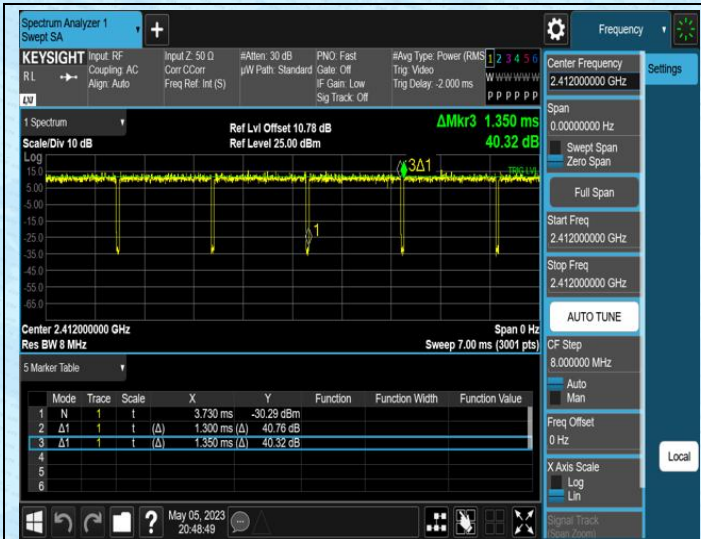 Spectrum Analyzer 1
Swept SA
Frequency
KEYSIGHT
Input: RF
Coupling: AC
Align: Auto
Input Z: 50 Ω
Corr CCorr
Freq Ref: Int (S)
#Atten: 30 dB
µW Path: Standard
PNO: Fast
Gate: Off
IF Gain: Low
Sig Track: Off
#Avg Type: Power (RMS
Trig: Video
Trig Delay: -2.000 ms
1 2 3 4 5 6
W W W W W W
P P P P P P
RL
LXI
1 Spectrum
Scale/Div 10 dB
Log
Ref Lvl Offset 10.78 dB
Ref Level 25.00 dBm
ΔMkr3 1.350 ms
40.32 dB
15.0
5.00
-5.00
-15.0
-25.0
-35.0
-45.0
-55.0
-65.0
3Δ1
1
TRIG LVL
Center 2.412000000 GHz
Res BW 8 MHz
Span 0 Hz
Sweep 7.00 ms (3001 pts)
5 Marker Table
Mode Trace Scale X Y Function Function Width Function Value
1 N 1 t 3.730 ms -30.29 dBm
2 Δ1 1 t (Δ) 1.300 ms (Δ) 40.76 dB
3 Δ1 1 t (Δ) 1.350 ms (Δ) 40.32 dB
4
5
6
May 05, 2023
20:48:49
Center Frequency
2.412000000 GHz
Settings
Span
0.00000000 Hz
Swept Span
Zero Span
Full Span
Start Freq
2.412000000 GHz
Stop Freq
2.412000000 GHz
AUTO TUNE
CF Step
8.000000 MHz
Auto
Man
Freq Offset
0 Hz
X Axis Scale
Log
Lin
Signal Track
(Span Zoom)
Local